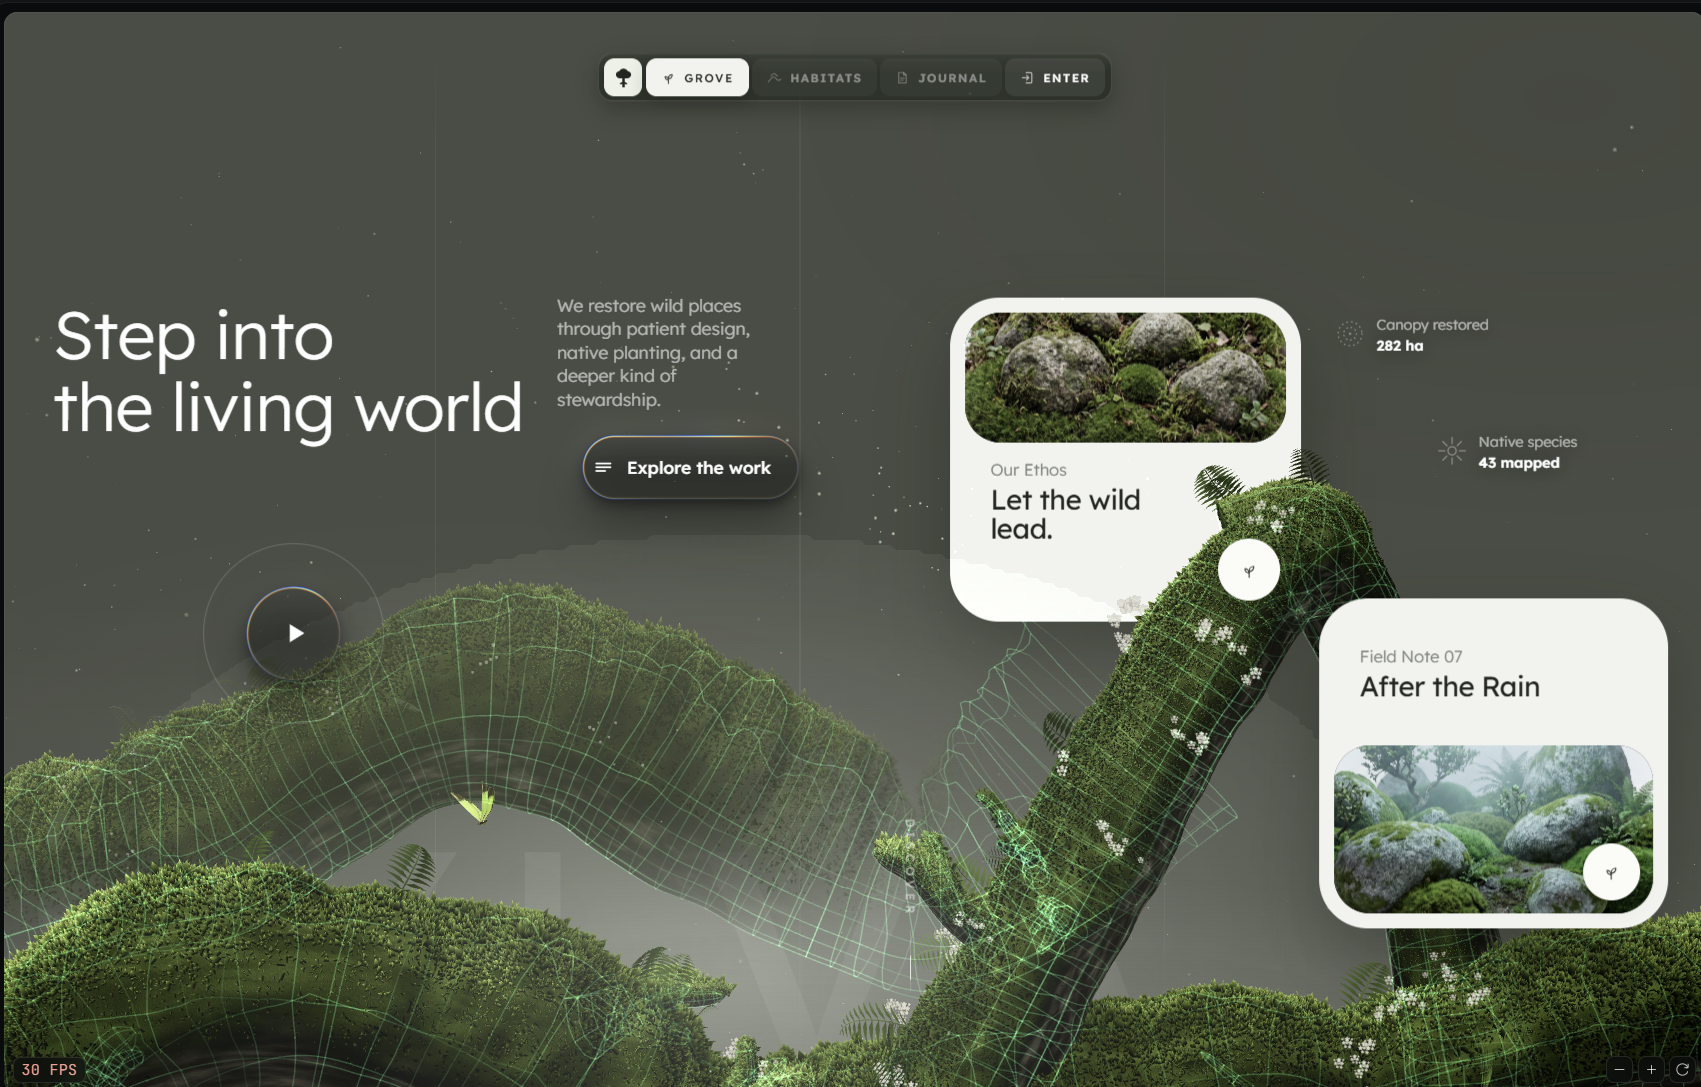 GROVE
HABITATS
JOURNAL
ENTER
Step into
the living world
We restore wild places
through patient design,
native planting, and a
deeper kind of
stewardship.
Explore the work
Our Ethos
Let the wild
lead.
Canopy restored
282 ha
Native species
43 mapped
Field Note 07
After the Rain
30 FPS